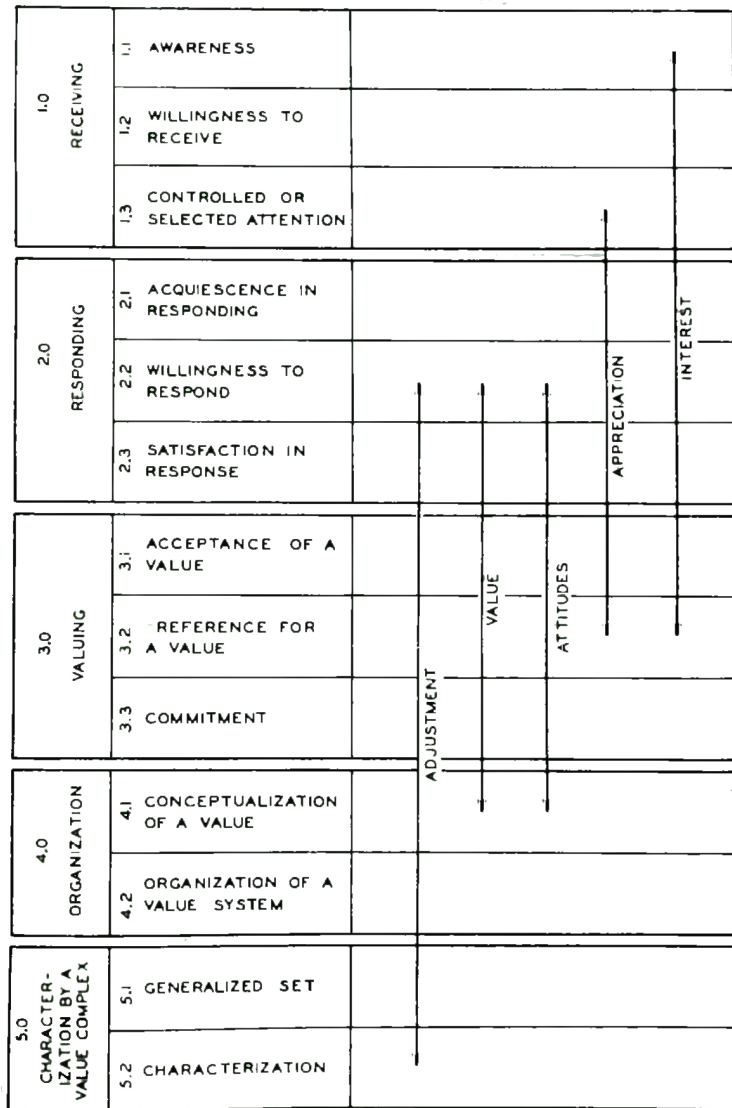 1.0
RECEIVING
1.1 AWARENESS
1.2 WILLINGNESS TO
RECEIVE
1.3 CONTROLLED OR
SELECTED ATTENTION
2.0
RESPONDING
2.1 ACQUIESCENCE IN
RESPONDING
2.2 WILLINGNESS TO
RESPOND
2.3 SATISFACTION IN
RESPONSE
3.0
VALUING
3.1 ACCEPTANCE OF A
VALUE
3.2 REFERENCE FOR
A VALUE
3.3 COMMITMENT
4.0
ORGANIZATION
4.1 CONCEPTUALIZATION
OF A VALUE
4.2 ORGANIZATION OF A
VALUE SYSTEM
5.0
CHARACTER-
IZATION BY A
VALUE COMPLEX
5.1 GENERALIZED SET
5.2 CHARACTERIZATION
ADJUSTMENT
VALUE
ATTITUDES
APPRECIATION
INTEREST